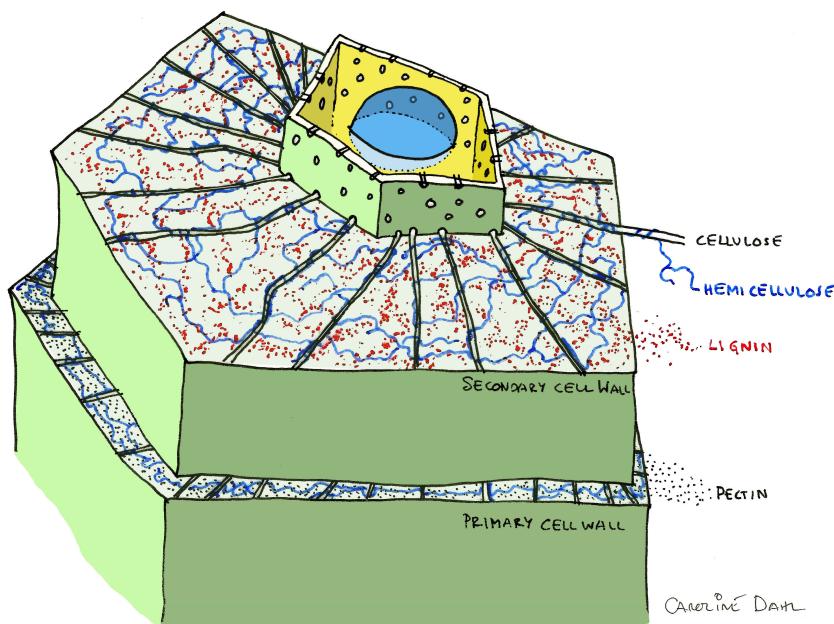 CELLULOSE
HEMICELLULOSE
LIGNIN
SECONDARY CELL WALL
PECTIN
PRIMARY CELL WALL
CAROLINE DAHL